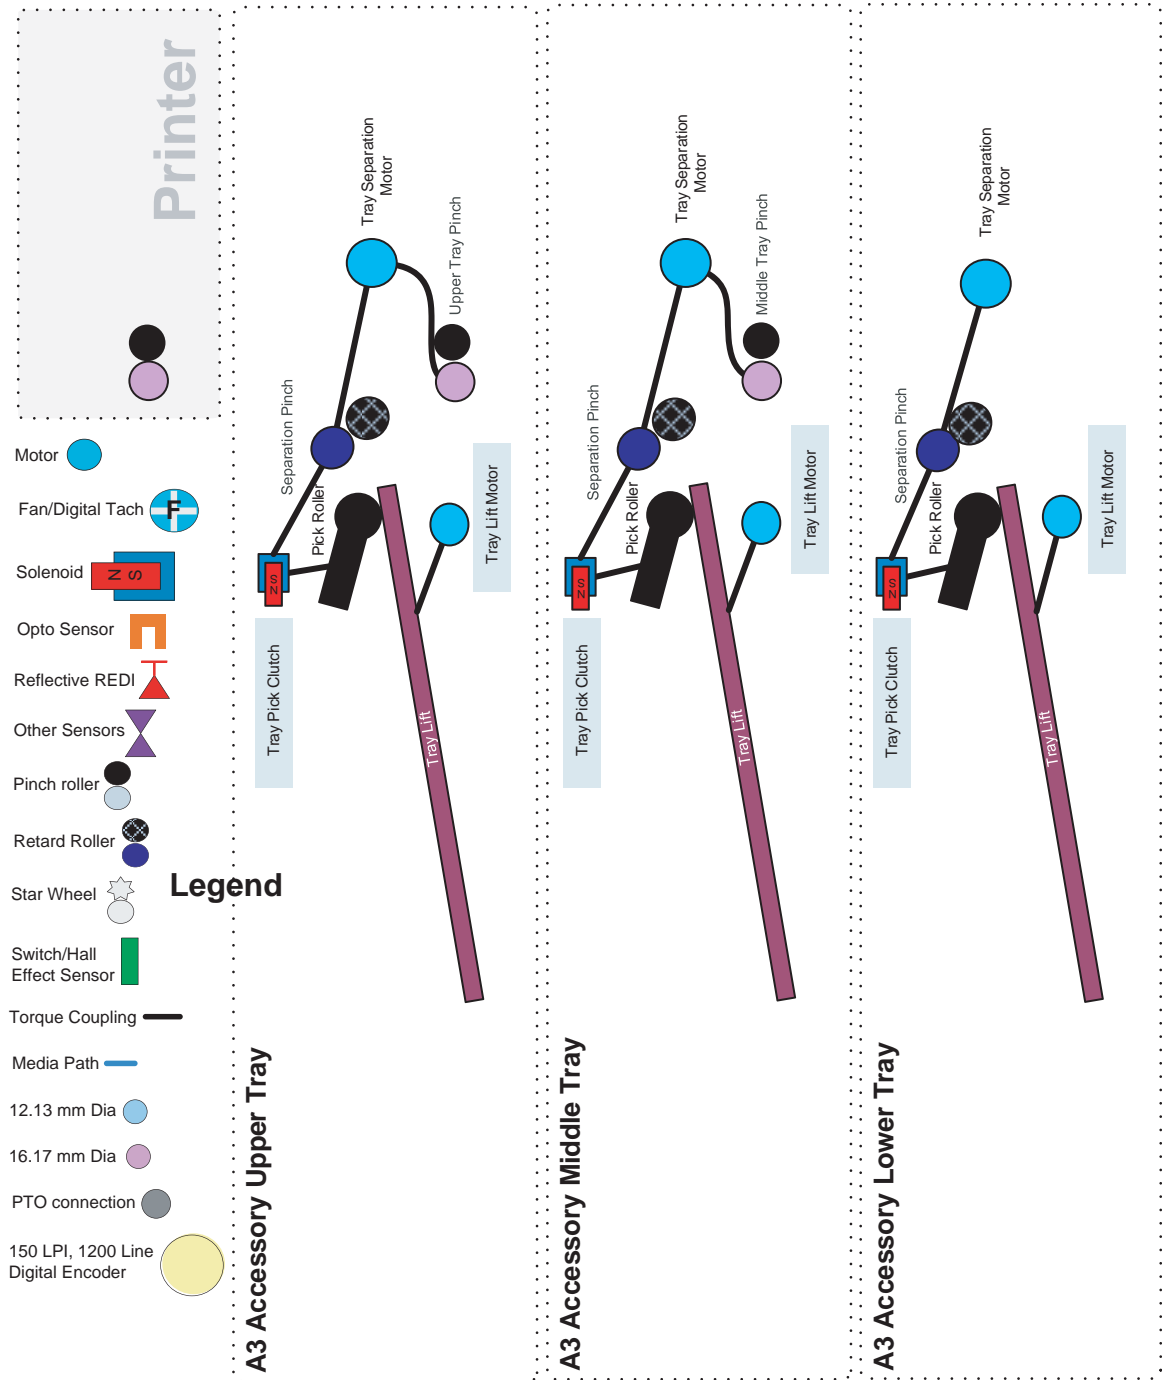 Printer
Motor
Fan/Digital Tach
F
Solenoid
N S
Opto Sensor
Reflective REDI
Other Sensors
Pinch roller
Retard Roller
Star Wheel
Legend
Switch/Hall
Effect Sensor
Torque Coupling
Media Path
12.13 mm Dia
16.17 mm Dia
PTO connection
150 LPI, 1200 Line
Digital Encoder
A3 Accessory Upper Tray
Tray Separation
Motor
Upper Tray Pinch
Separation Pinch
Pick Roller
Tray Lift Motor
S
N
Tray Pick Clutch
Tray Lift
A3 Accessory Middle Tray
Tray Separation
Motor
Middle Tray Pinch
Separation Pinch
Pick Roller
Tray Lift Motor
S
N
Tray Pick Clutch
Tray Lift
A3 Accessory Lower Tray
Tray Separation
Motor
Separation Pinch
Pick Roller
Tray Lift Motor
S
N
Tray Pick Clutch
Tray Lift